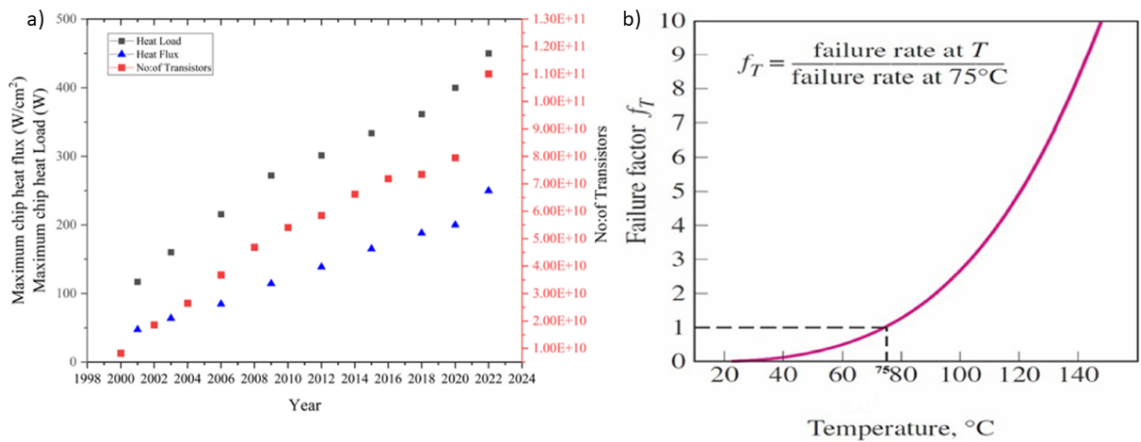 a)
Maximum chip heat flux (W/cm²)
Maximum chip heat Load (W)
500
400
300
200
100
0
Heat Load
Heat Flux
No:of Transistors
1.30E+11
1.20E+11
1.10E+11
1.00E+11
9.00E+10
8.00E+10
7.00E+10
6.00E+10
5.00E+10
4.00E+10
3.00E+10
2.00E+10
1.00E+10
No:of Transistors
1998 2000 2002 2004 2006 2008 2010 2012 2014 2016 2018 2020 2022 2024
Year
b)
Failure factor fT
10
9
8
7
6
5
4
3
2
1
0
fT = failure rate at T
failure rate at 75°C
75
20 40 60 80 100 120 140
Temperature, °C